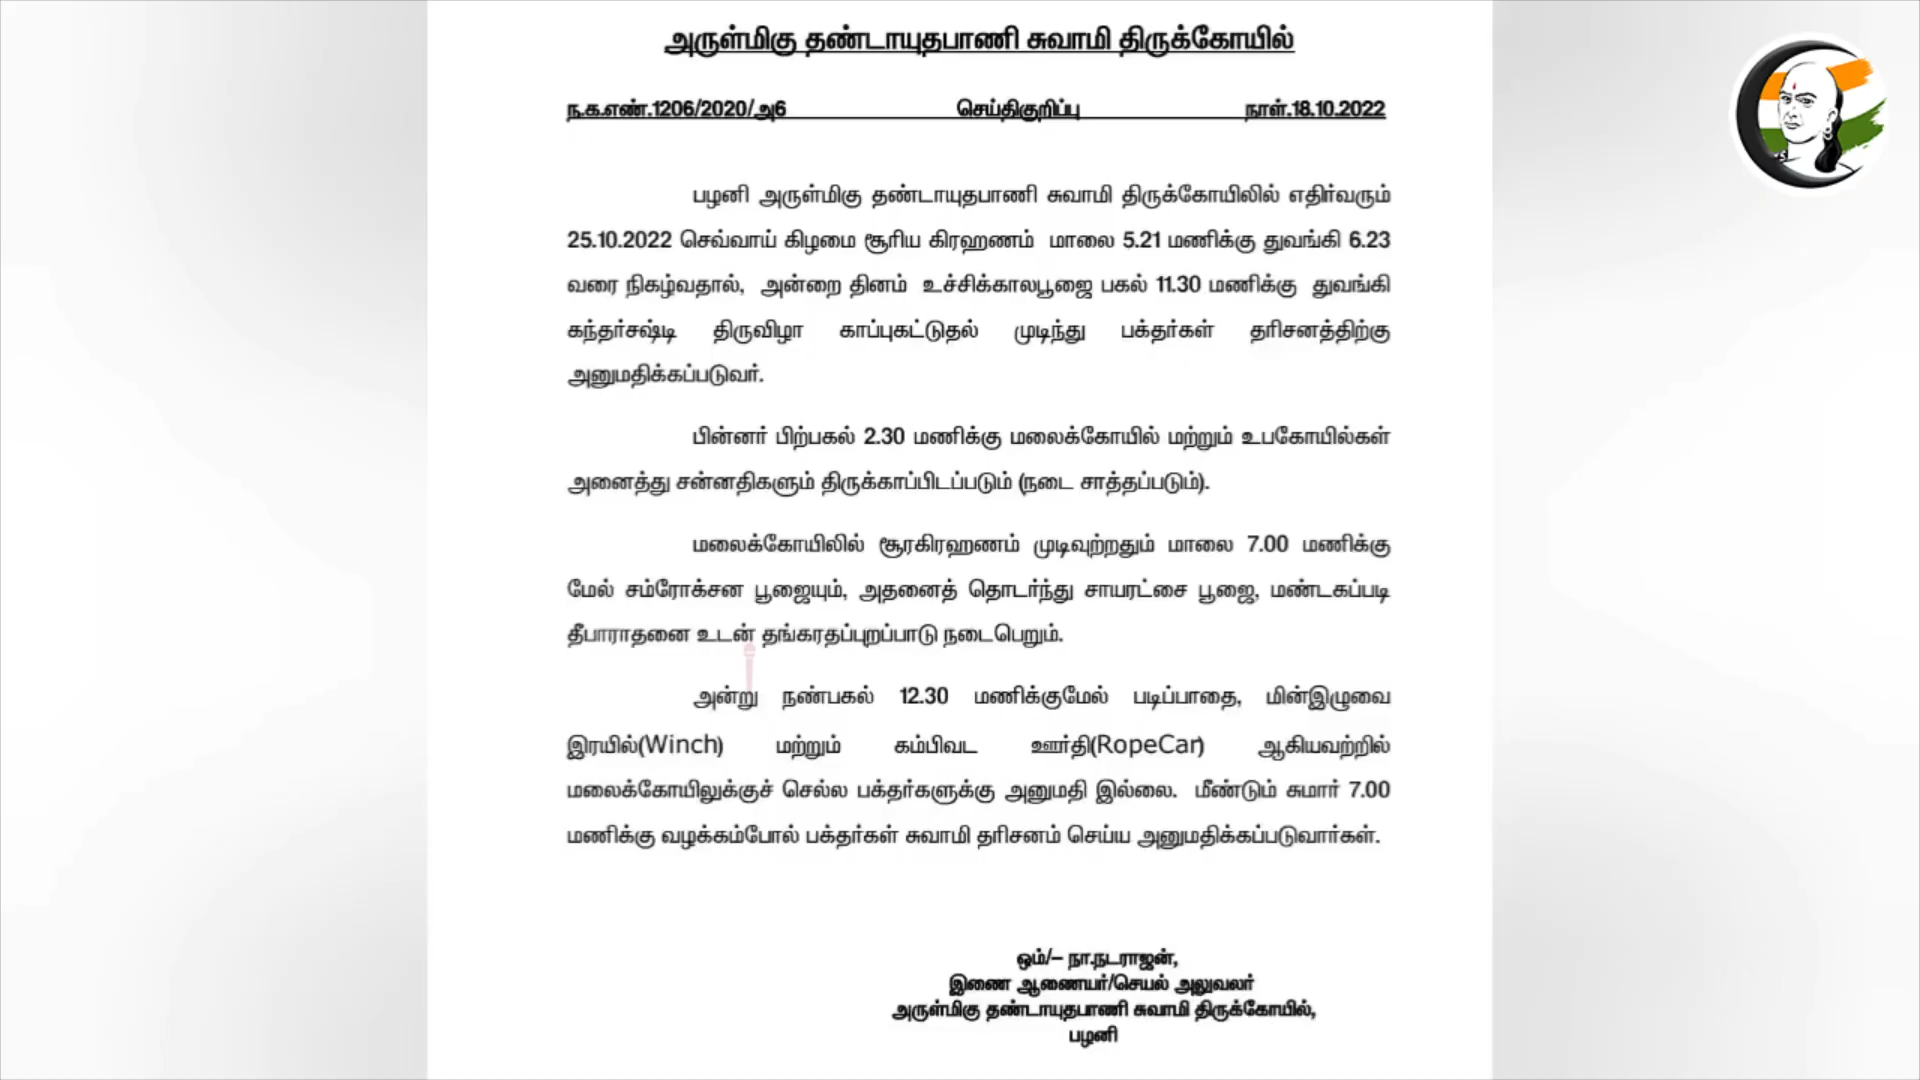 அருள்மிகு தண்டாயுதபாணி சுவாமி திருக்கோயில்
ந.க.எண்.1206/2020/அ6 செய்திகுறிப்பு நாள்.18.10.2022
பழனி அருள்மிகு தண்டாயுதபாணி சுவாமி திருக்கோயிலில் எதிர்வரும்
25.10.2022 செவ்வாய் கிழமை சூரிய கிரஹணம் மாலை 5.21 மணிக்கு துவங்கி 6.23
வரை நிகழ்வதால், அன்றை தினம் உச்சிக்காலபூஜை பகல் 11.30 மணிக்கு துவங்கி
கந்தர்சஷ்டி திருவிழா காப்புகட்டுதல் முடிந்து பக்தர்கள் தரிசனத்திற்கு
அனுமதிக்கப்படுவர்.
பின்னர் பிற்பகல் 2.30 மணிக்கு மலைக்கோயில் மற்றும் உபகோயில்கள்
அனைத்து சன்னதிகளும் திருக்காப்பிடப்படும் (நடை சாத்தப்படும்).
மலைக்கோயிலில் சூரகிரஹணம் முடிவுற்றதும் மாலை 7.00 மணிக்கு
மேல் சம்ரோக்சன பூஜையும், அதனைத் தொடர்ந்து சாயரட்சை பூஜை, மண்டகப்படி
தீபாராதனை உடன் தங்கரதப்புறப்பாடு நடைபெறும்.
அன்று நண்பகல் 12.30 மணிக்குமேல் படிப்பாதை, மின்இழுவை
இரயில்(Winch) மற்றும் கம்பிவட ஊர்தி(RopeCar) ஆகியவற்றில்
மலைக்கோயிலுக்குச் செல்ல பக்தர்களுக்கு அனுமதி இல்லை. மீண்டும் சுமார் 7.00
மணிக்கு வழக்கம்போல் பக்தர்கள் சுவாமி தரிசனம் செய்ய அனுமதிக்கப்படுவார்கள்.
ஒம்/– நா.நடராஜன்,
இணை ஆணையர்/செயல் அலுவலர்
அருள்மிகு தண்டாயுதபாணி சுவாமி திருக்கோயில்,
பழனி